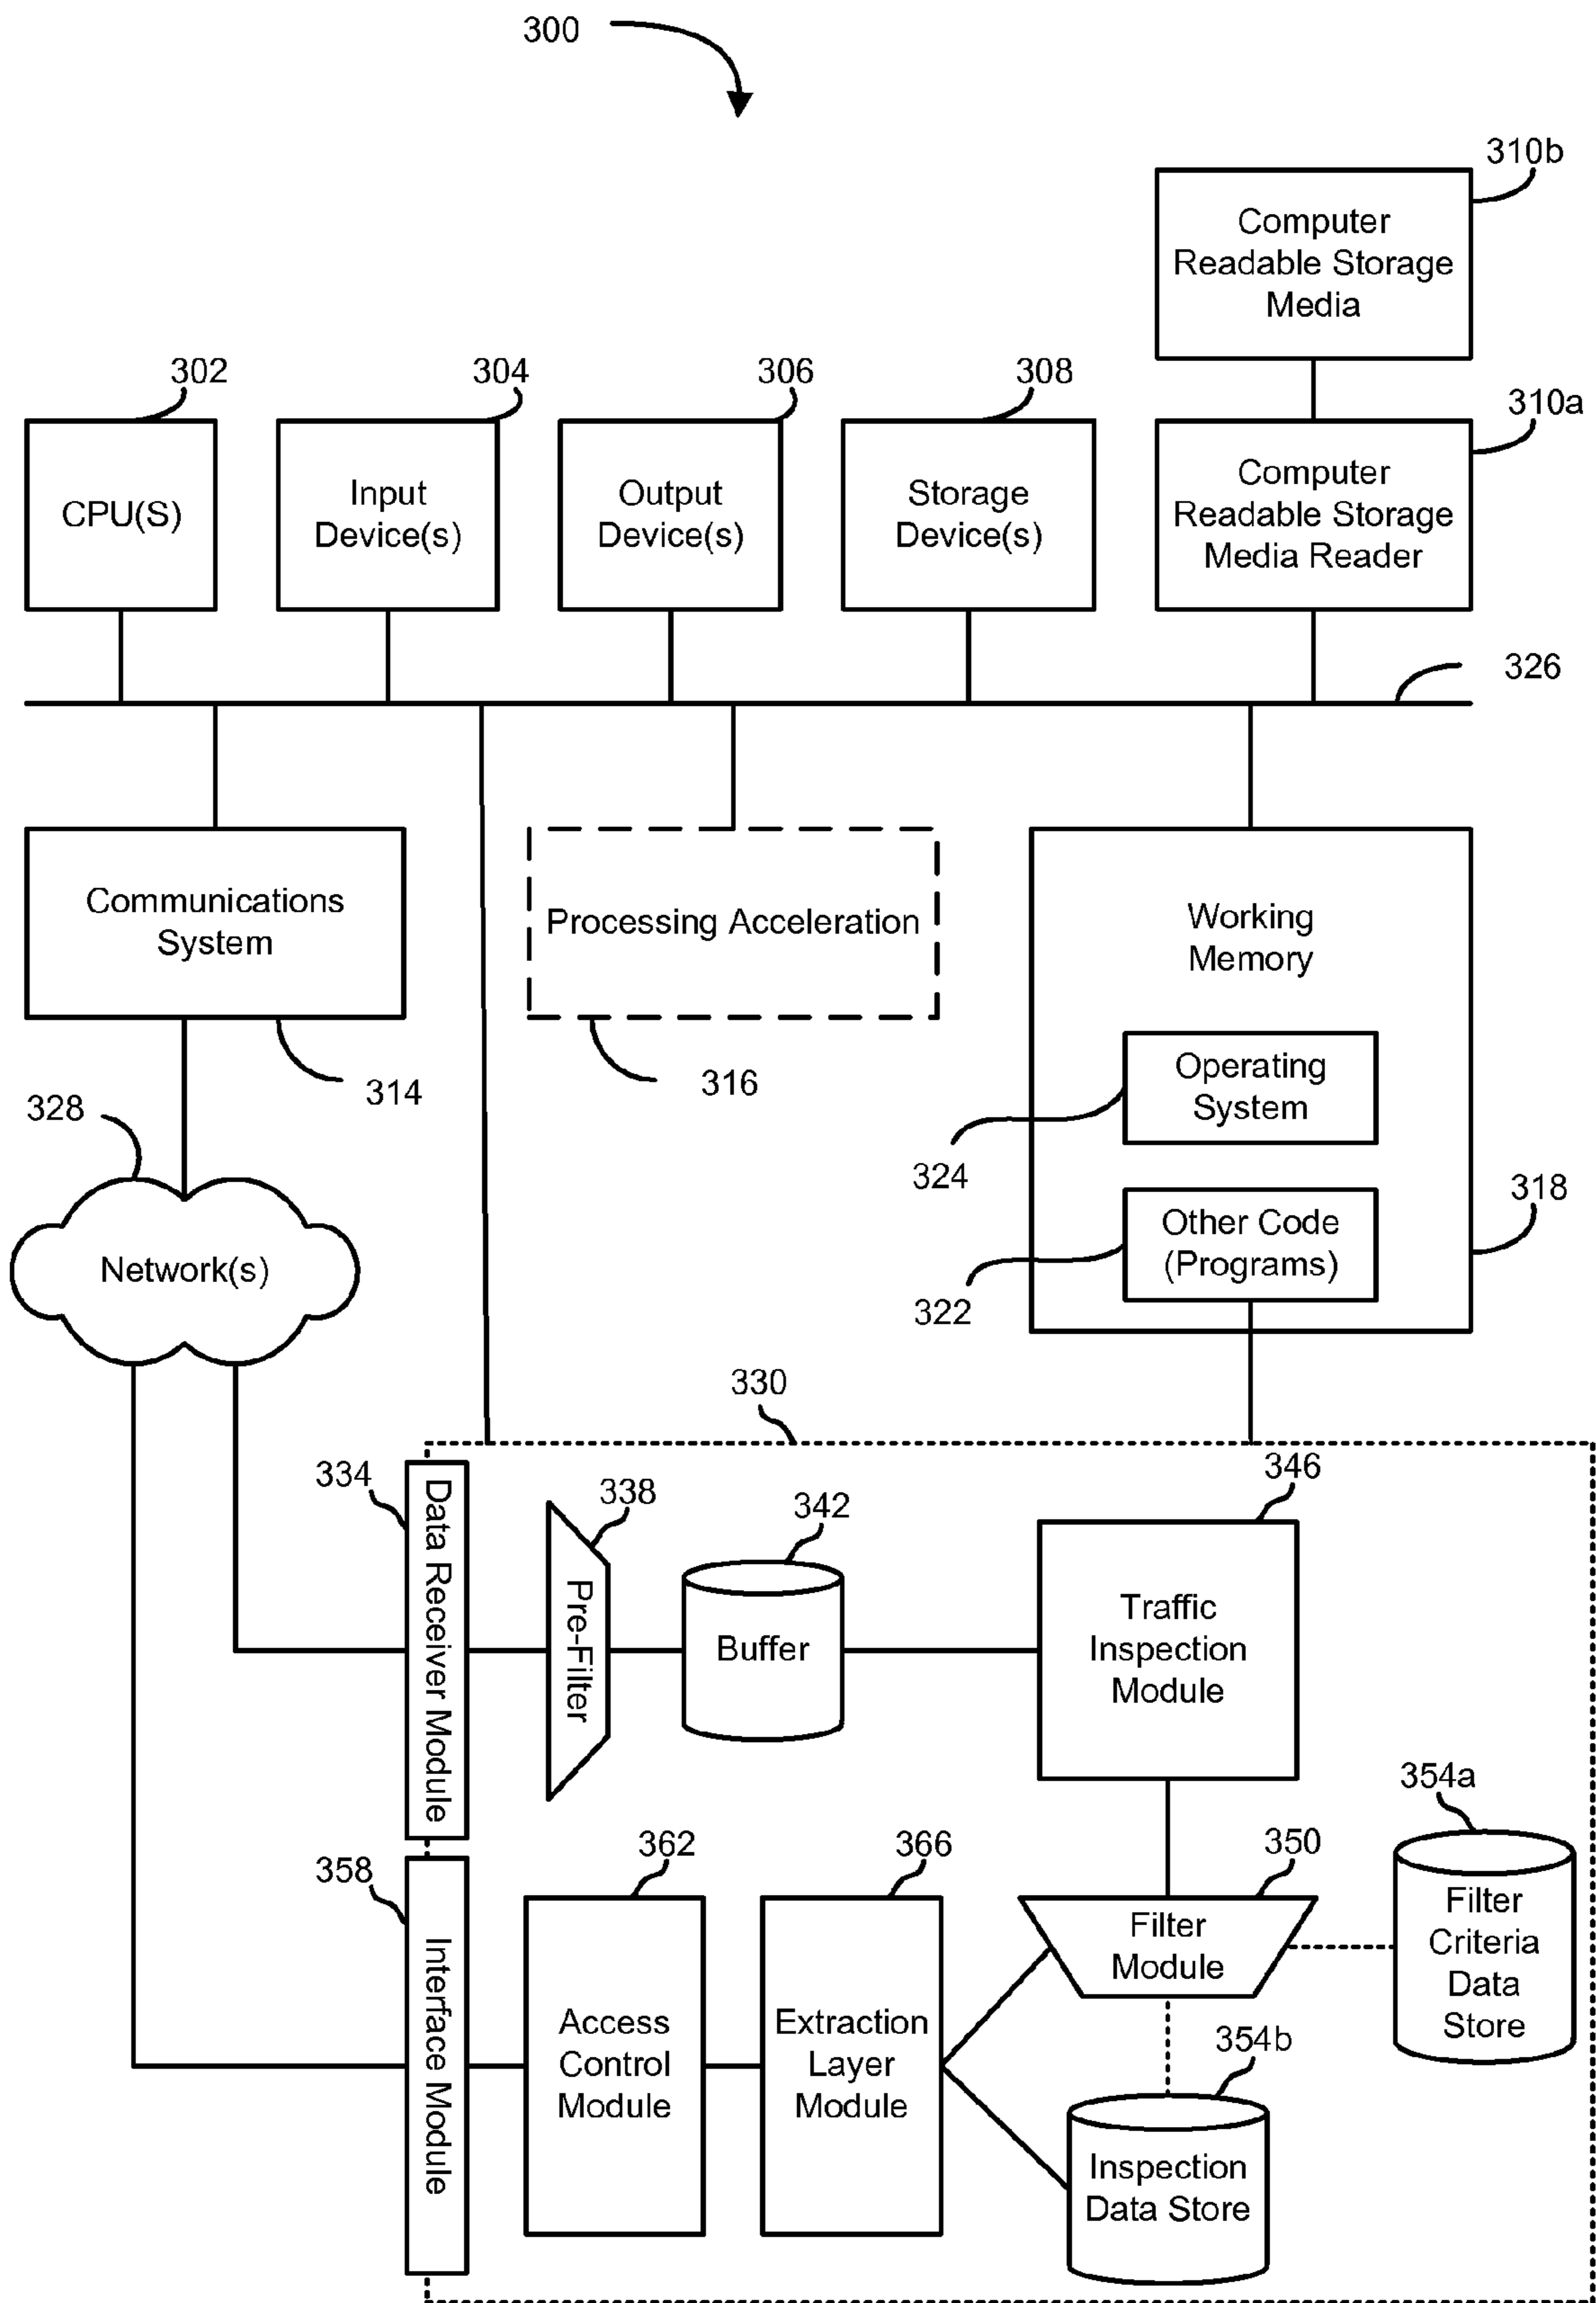 300
310b
Computer
Readable Storage
Media
302
304
306
308
310a
CPU(S)
Input
Device(s)
Output
Device(s)
Storage
Device(s)
Computer
Readable Storage
Media Reader
326
Communications
System
Processing Acceleration
Working
Memory
314
316
Operating
System
324
328
Network(s)
Other Code
(Programs)
322
318
330
334
Data Receiver Module
338
Pre-Filter
342
Buffer
346
Traffic
Inspection
Module
354a
Filter
Criteria
Data
Store
358
Interface Module
362
Access
Control
Module
366
Extraction
Layer
Module
350
Filter
Module
354b
Inspection
Data Store